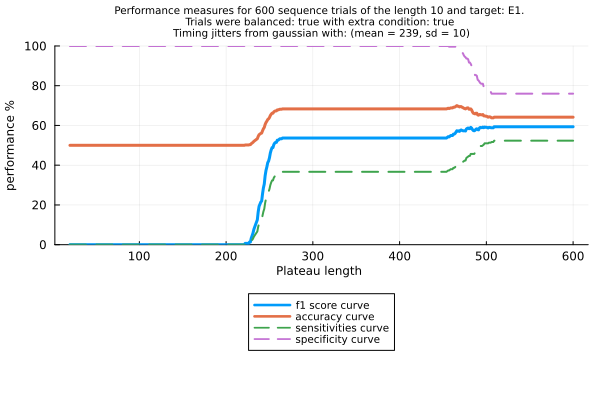 Performance measures for 600 sequence trials of the length 10 and target: E1.
Trials were balanced: true with extra condition: true
Timing jitters from gaussian with: (mean = 239, sd = 10)
performance %
100
80
60
40
20
0
100
200
300
400
500
600
Plateau length
f1 score curve
accuracy curve
sensitivities curve
specificity curve